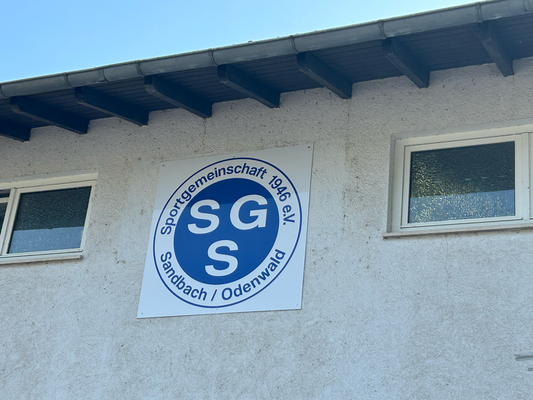 Sportgemeinschaft 1946 e.V.
SG
S
Sandbach / Odenwald